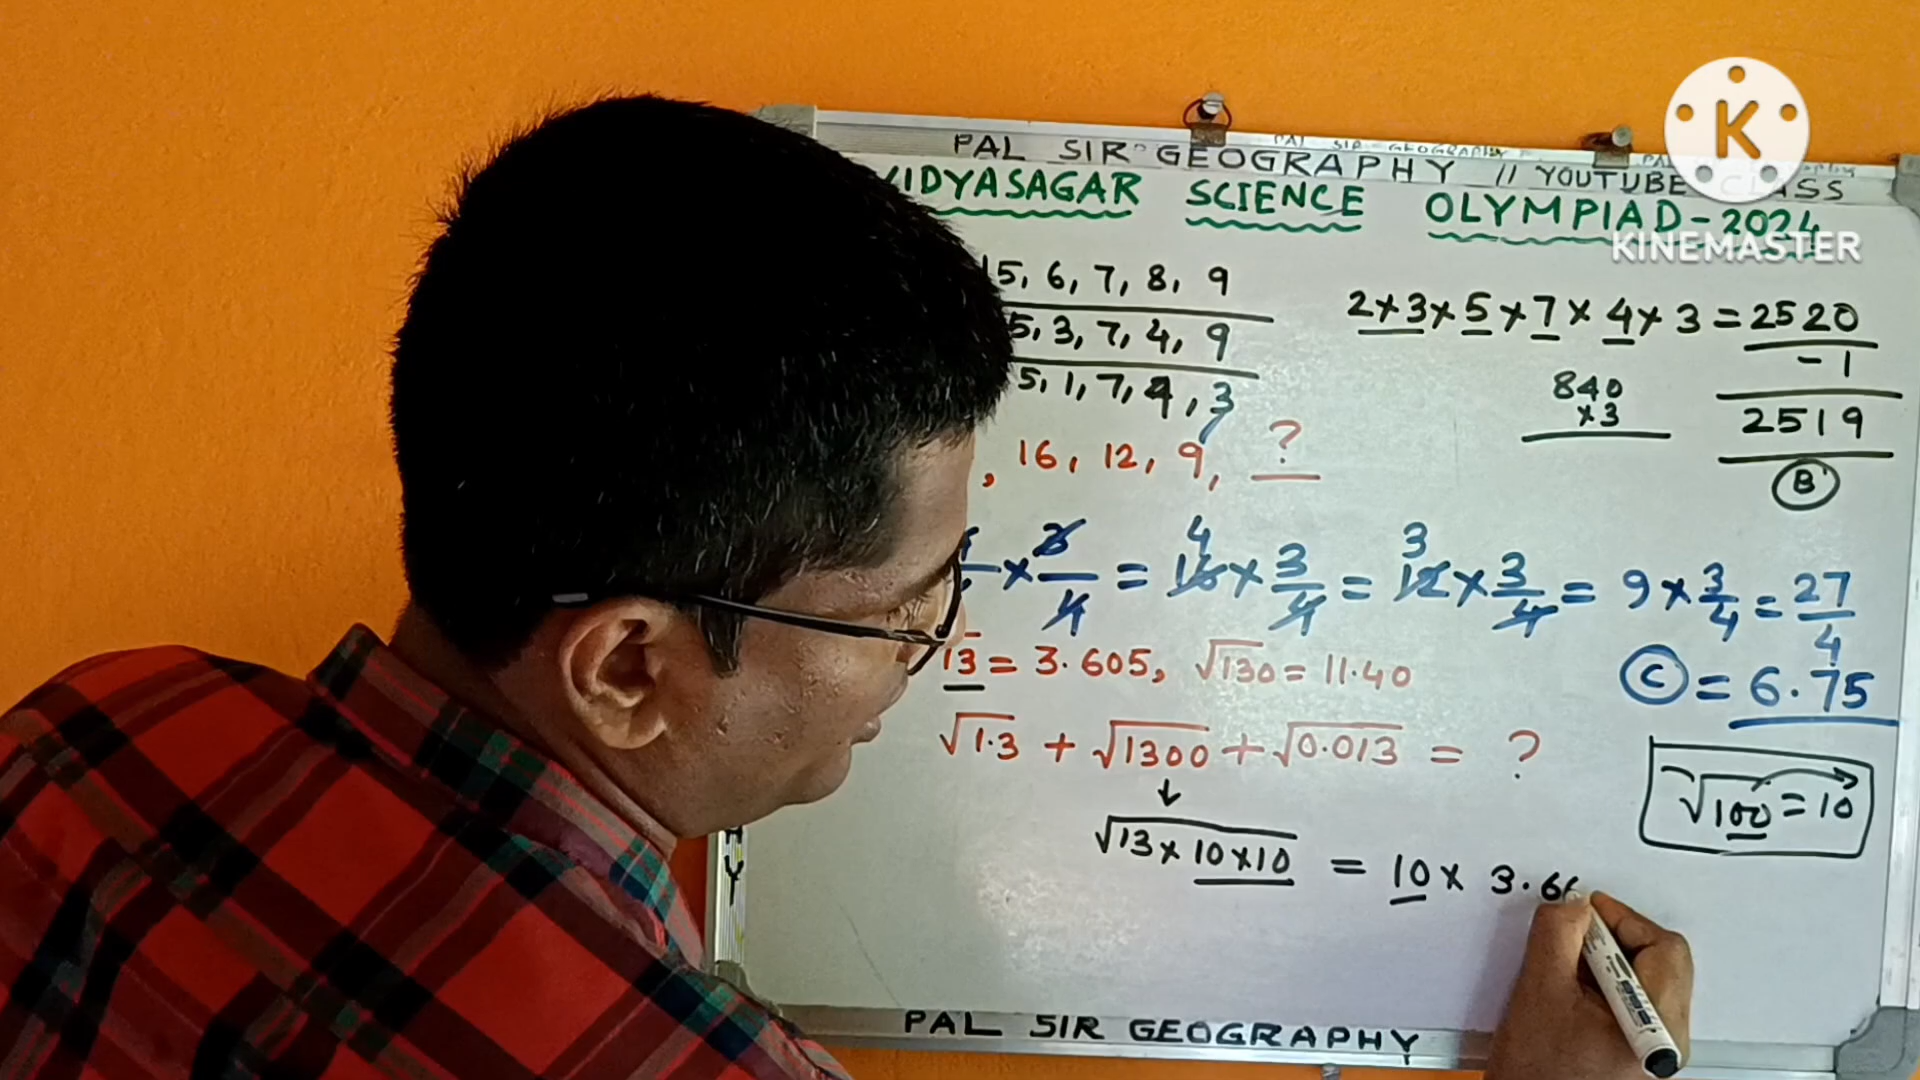 PAL SIR GEOGRAPHY // YOUTUBE CLASS
K
KINEMASTER
VIDYASAGAR SCIENCE OLYMPIAD-2024
5, 6, 7, 8, 9
5, 3, 7, 4, 9
5, 1, 7, 4, 3
2×3×5×7×4×3 = 2520
-1
2519
B
840
×3
, 16, 12, 9, ?
4 3
× 3/4 = 16 × 3/4 = 12 × 3/4 = 9 × 3/4 = 27/4
C = 6.75
13 = 3.605, √130 = 11.40
√1.3 + √1300 + √0.013 = ?
√100 = 10
↓
√13×10×10 = 10 × 3.6
PAL SIR GEOGRAPHY